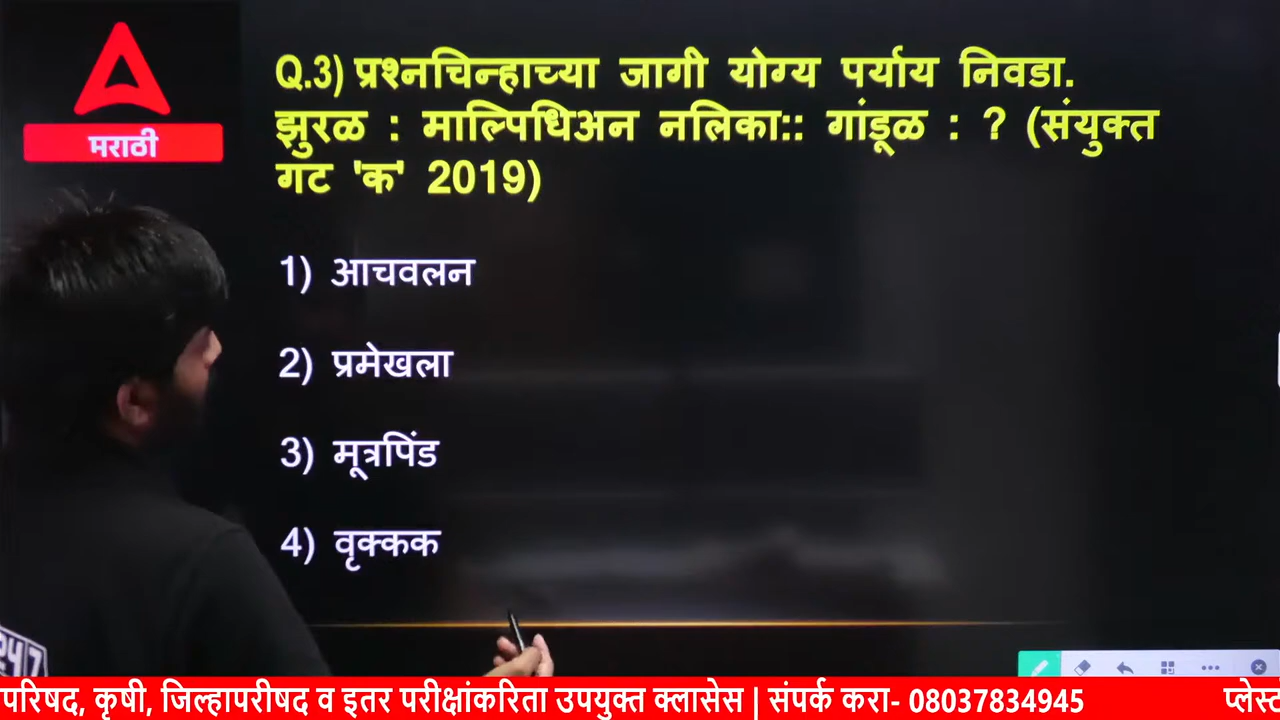 मराठी
Q.3) प्रश्नचिन्हाच्या जागी योग्य पर्याय निवडा.
झुरळ : माल्पिधिअन नलिका:: गांडूळ : ? (संयुक्त
गट 'क' 2019)
1) आचवलन
2) प्रमेखला
3) मूत्रपिंड
4) वृक्कक
परिषद, कृषी, जिल्हापरीषद व इतर परीक्षांकरिता उपयुक्त क्लासेस | संपर्क करा- 08037834945